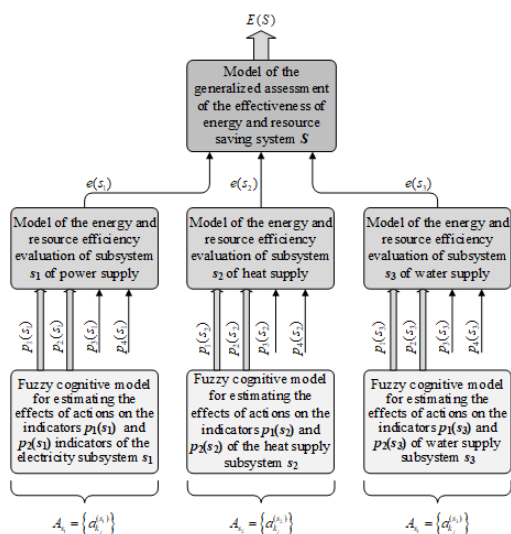 E(S)
Model of the
generalized assessment
of the effectiveness of
energy and resource
saving system S
e(s₁)
e(s₂)
e(s₃)
Model of the energy and
resource efficiency
evaluation of subsystem
s₁ of power supply
Model of the energy and
resource efficiency
evaluation of subsystem
s₂ of heat supply
Model of the energy and
resource efficiency
evaluation of subsystem
s₃ of water supply
p₁(s₁)
p₂(s₁)
p₃(s₁)
p₄(s₁)
p₁(s₂)
p₂(s₂)
p₃(s₂)
p₄(s₂)
p₁(s₃)
p₂(s₃)
p₃(s₃)
p₄(s₃)
Fuzzy cognitive model
for estimating the
effects of actions on the
indicators p₁(s₁) and
p₂(s₁) indicators of the
electricity subsystem s₁
Fuzzy cognitive model
for estimating the
effects of actions on the
indicators p₁(s₂) and
p₂(s₂) of the heat supply
subsystem s₂
Fuzzy cognitive model
for estimating the
effects of actions on the
indicators p₁(s₃) and
p₂(s₃) of water supply
subsystem s₃